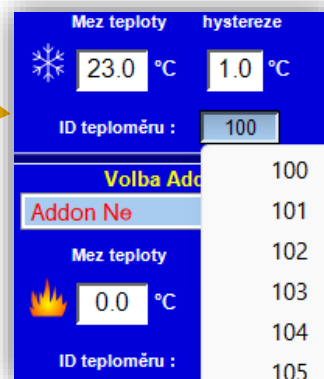 Mez teploty hystereze
23.0 °C 1.0 °C
ID teploměru : 100
100
Volba Add
101
Addon No
Mez teploty
102
0.0 °C
103
104
ID teploměru :
105